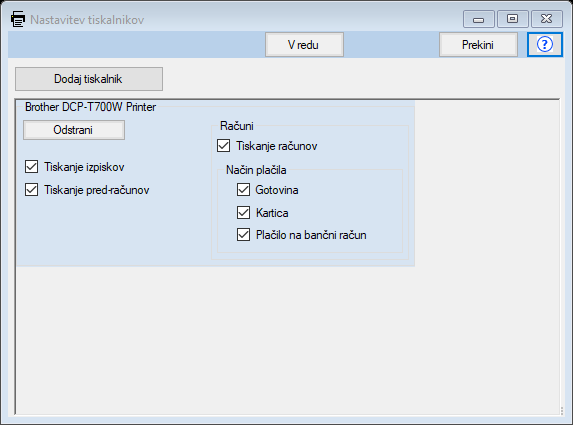 Nastavitev tiskalnikov
V redu
Prekini
?
Dodaj tiskalnik
Brother DCP-T700W Printer
Odstrani
Tiskanje izpiskov
Tiskanje pred-računov
Računi
Tiskanje računov
Način plačila
Gotovina
Kartica
Plačilo na bančni račun